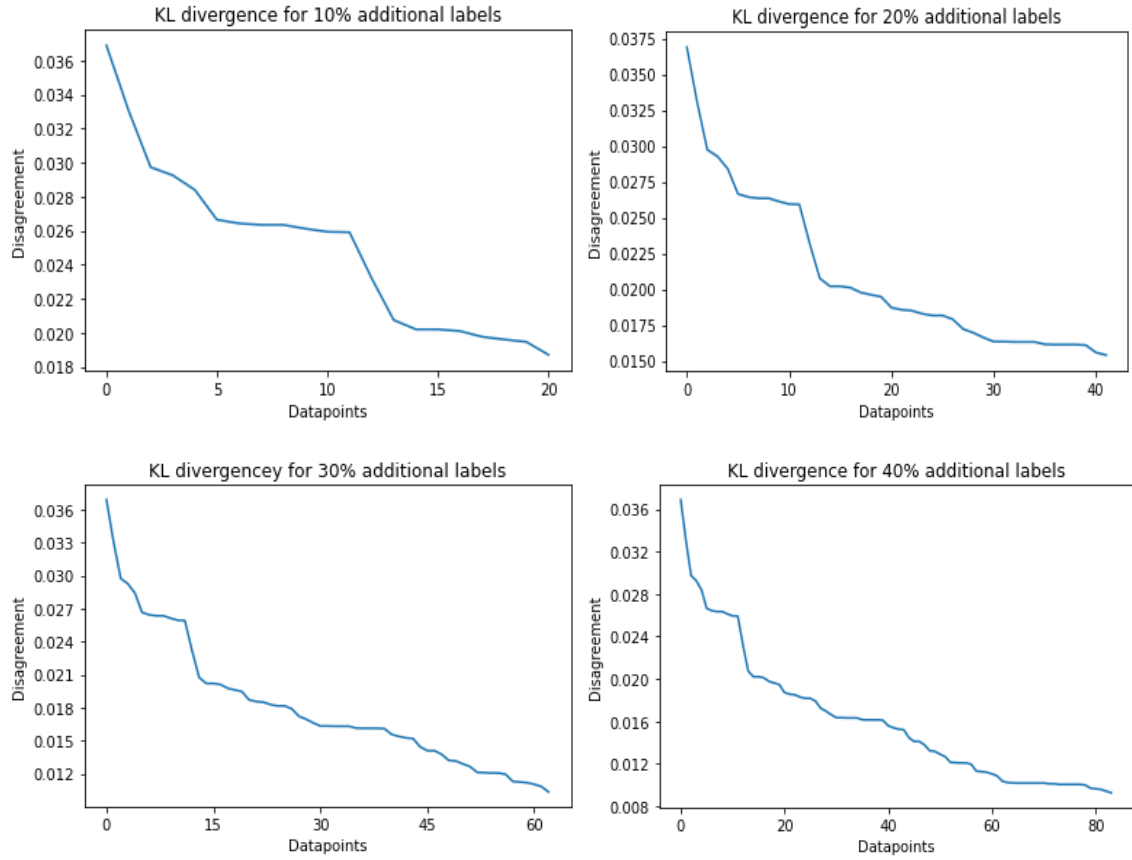 KL divergence for 10% additional labels
0.036
0.034
0.032
0.030
0.028
0.026
0.024
0.022
0.020
0.018
Disagreement
0 5 10 15 20
Datapoints
KL divergence for 20% additional labels
0.0375
0.0350
0.0325
0.0300
0.0275
0.0250
0.0225
0.0200
0.0175
0.0150
Disagreement
0 10 20 30 40
Datapoints
KL divergencey for 30% additional labels
0.036
0.033
0.030
0.027
0.024
0.021
0.018
0.015
0.012
Disagreement
0 15 30 45 60
Datapoints
KL divergence for 40% additional labels
0.036
0.032
0.028
0.024
0.020
0.016
0.012
0.008
Disagreement
0 20 40 60 80
Datapoints